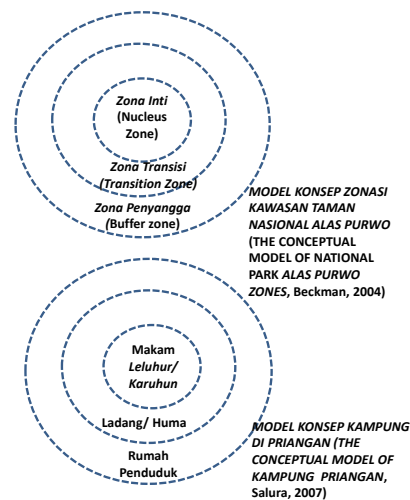 Zona Inti
(Nucleus
Zone)
Zona Transisi
(Transition Zone)
Zona Penyangga
(Buffer zone)
MODEL KONSEP ZONASI
KAWASAN TAMAN
NASIONAL ALAS PURWO
(THE CONCEPTUAL
MODEL OF NATIONAL
PARK ALAS PURWO
ZONES, Beckman, 2004)
Makam
Leluhur/
Karuhun
Ladang/ Huma
Rumah
Penduduk
MODEL KONSEP KAMPUNG
DI PRIANGAN (THE
CONCEPTUAL MODEL OF
KAMPUNG PRIANGAN,
Salura, 2007)